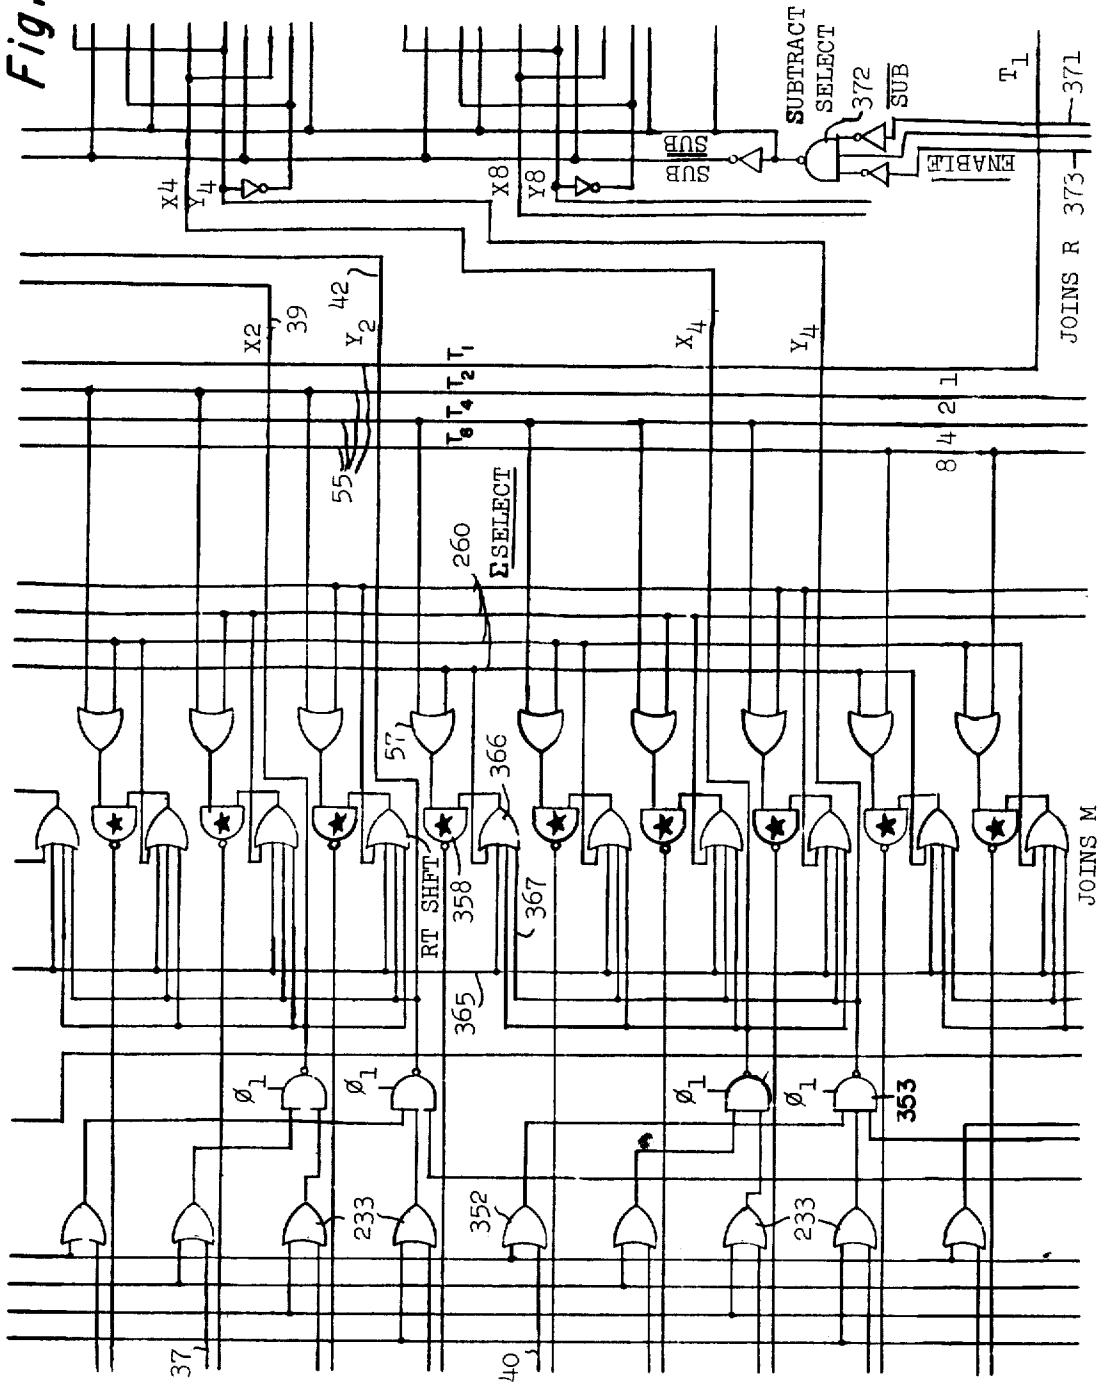 Fig.
SUBTRACT
SELECT
372
SUB
T1
371
X4
Y4
X8
Y8
SUB
SUB
ENABLE
JOINS R 373
X2
39
Y2
42
X4
Y4
55
T8 T4 T2 T1
8 4 2 1
260
ΣSELECT
57
366
RT SHFT
358
367
365
JOINS M
Ø1
Ø1
Ø1
Ø1
353
37
233
352
233
40